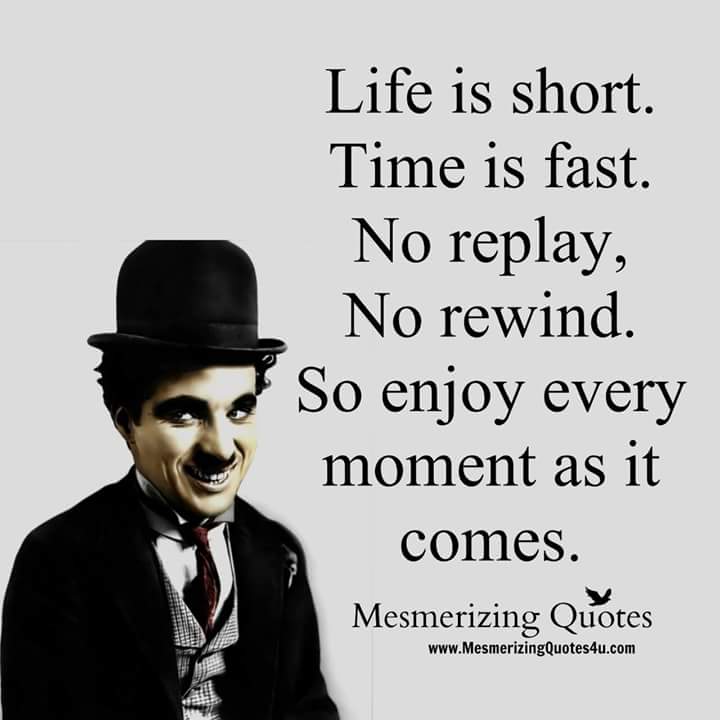 Life is short.
Time is fast.
No replay,
No rewind.
So enjoy every
moment as it
comes.
Mesmerizing Quotes
www.MesmerizingQuotes4u.com